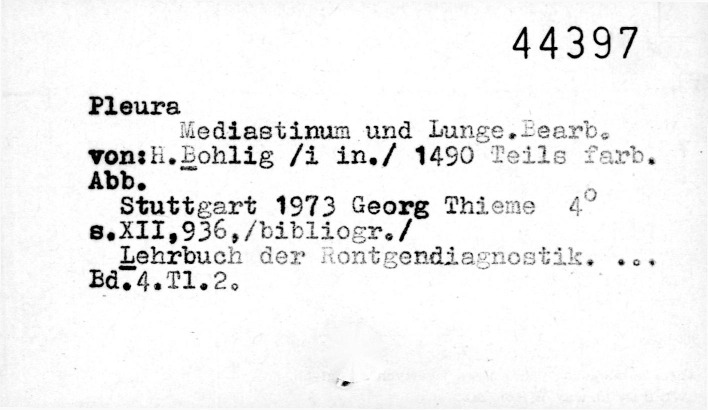 44397
Pleura
Mediastinum und Lunge.Bearb.
von:H.Bohlig /i in./ 1490 Teils farb.
Abb.
Stuttgart 1973 Georg Thieme 4°
s.XII,936,/bibliogr./
Lehrbuch der Rontgendiagnostik. ...
Bd.4.Tl.2.